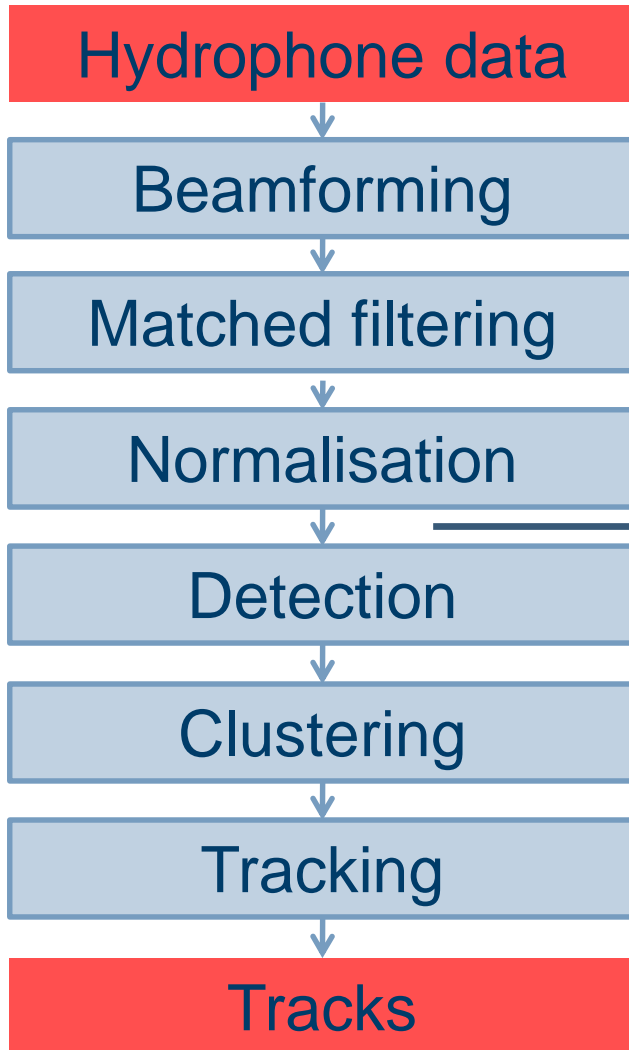 Hydrophone data
Beamforming
Matched filtering
Normalisation
Detection
Clustering
Tracking
Tracks